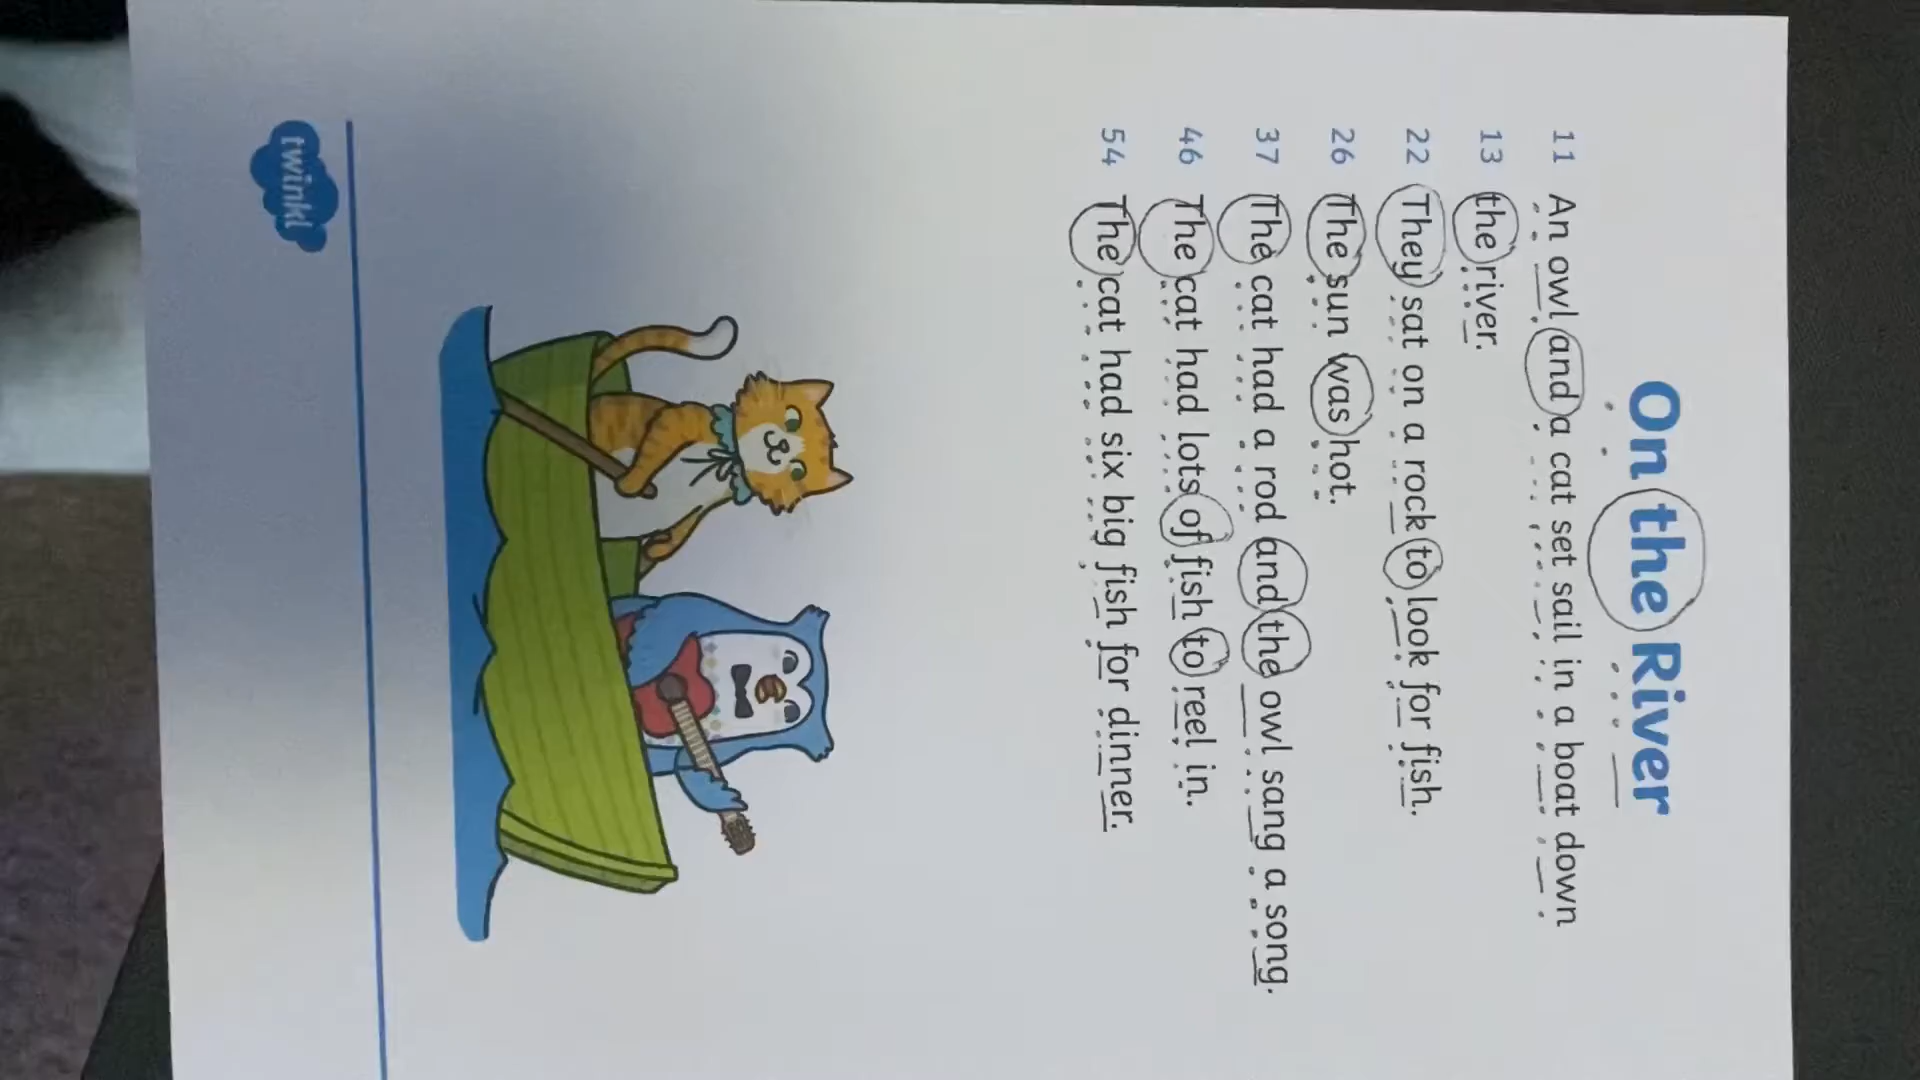 On the River
11 An owl and a cat set sail in a boat down
13 the river.
22 They sat on a rock to look for fish.
26 The sun was hot.
37 The cat had a rod and the owl sang a song.
46 The cat had lots of fish to reel in.
54 The cat had six big fish for dinner.
twinkl